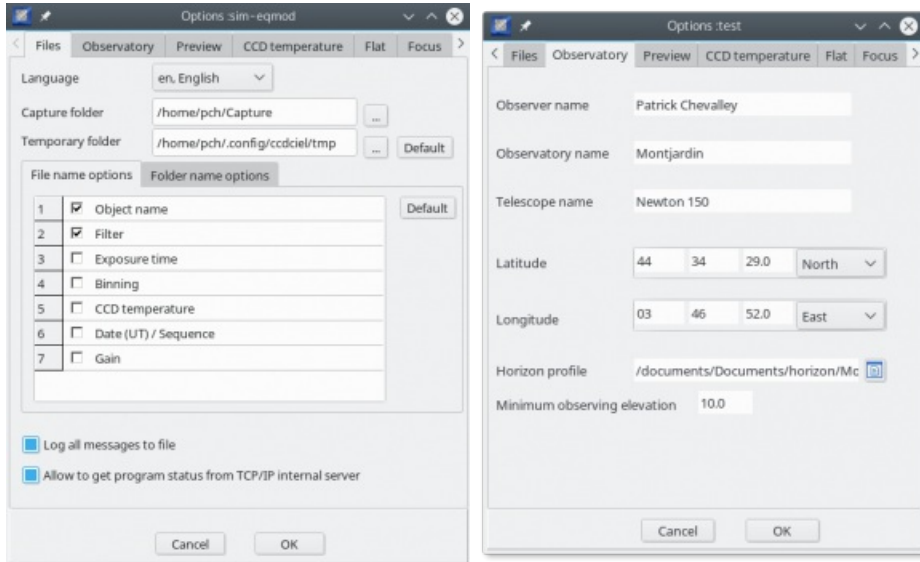 Options :sim-eqmod
Files Observatory Preview CCD temperature Flat Focus
Language en, English
Capture folder /home/pch/Capture ...
Temporary folder /home/pch/.config/ccdciel/tmp ... Default
File name options Folder name options
1 Object name Default
2 Filter
3 Exposure time
4 Binning
5 CCD temperature
6 Date (UT) / Sequence
7 Gain
Log all messages to file
Allow to get program status from TCP/IP internal server
Cancel OK
Options :test
Files Observatory Preview CCD temperature Flat Focus
Observer name Patrick Chevalley
Observatory name Montjardin
Telescope name Newton 150
Latitude 44 34 29.0 North
Longitude 03 46 52.0 East
Horizon profile /documents/Documents/horizon/Mc
Minimum observing elevation 10.0
Cancel OK